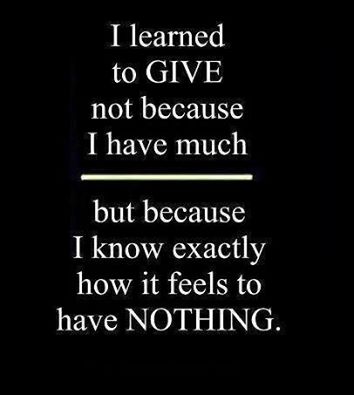 I learned
to GIVE
not because
I have much
but because
I know exactly
how it feels to
have NOTHING.